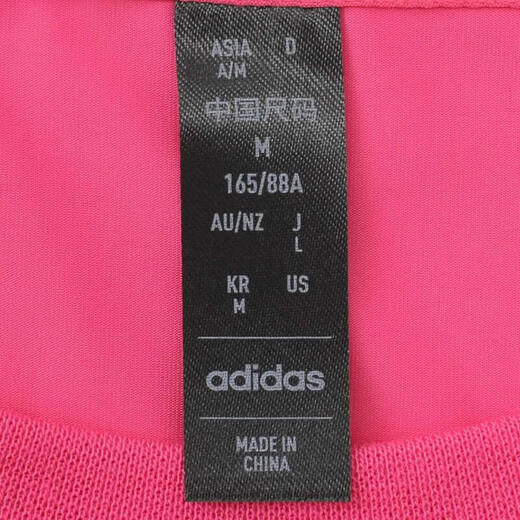 ASIA D
A/M
中国尺码
M
165/88A
AU/NZ J
L
KR US
M
adidas
MADE IN
CHINA